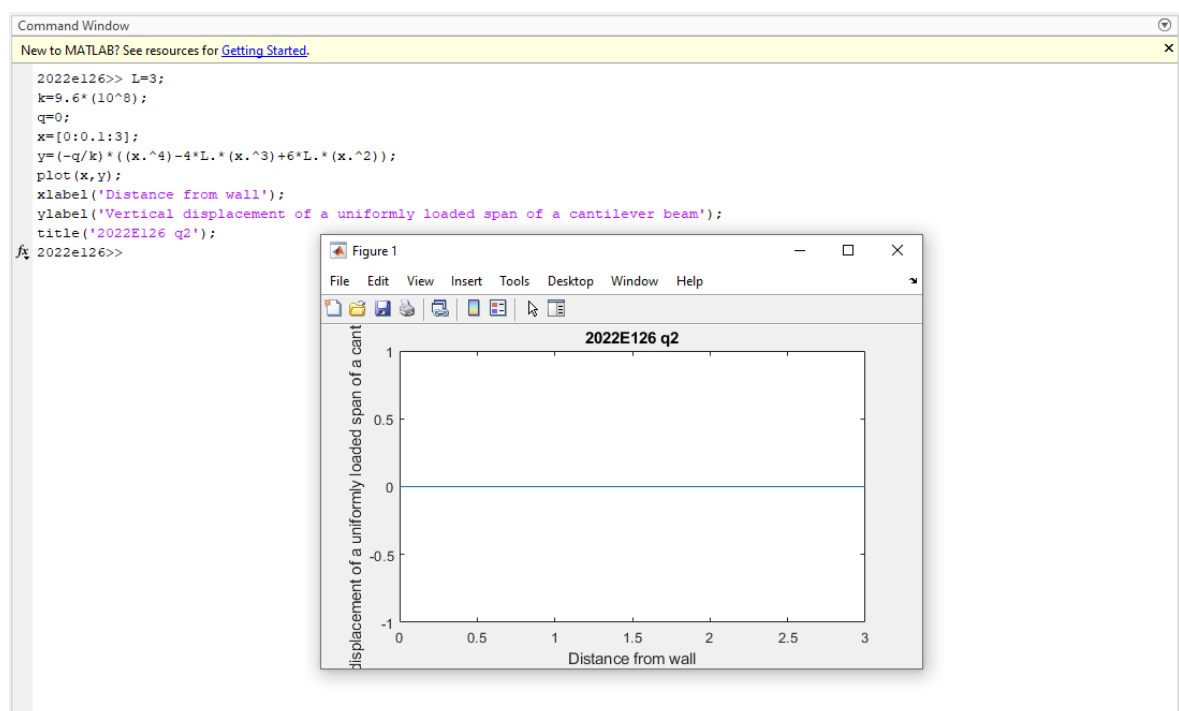 Command Window
New to MATLAB? See resources for Getting Started.
2022e126>> L=3;
k=9.6*(10^8);
q=0;
x=[0:0.1:3];
y=(-q/k)*((x.^4)-4*L.*(x.^3)+6*L.*(x.^2));
plot(x,y);
xlabel('Distance from wall');
ylabel('Vertical displacement of a uniformly loaded span of a cantilever beam');
title('2022E126 q2');
fx 2022e126>>
Figure 1
File Edit View Insert Tools Desktop Window Help
2022E126 q2
displacement of a uniformly loaded span of a cant
1
0.5
0
-0.5
-1
0 0.5 1 1.5 2 2.5 3
Distance from wall